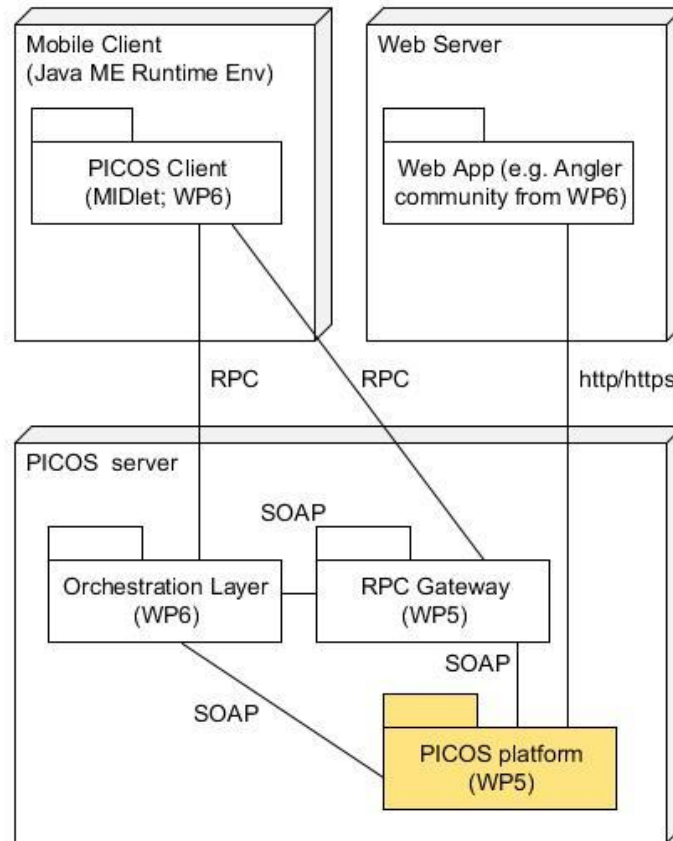 Mobile Client
(Java ME Runtime Env)
Web Server
PICOS Client
(MIDlet; WP6)
Web App (e.g. Angler
community from WP6)
RPC
RPC
http/https
PICOS server
SOAP
Orchestration Layer
(WP6)
RPC Gateway
(WP5)
SOAP
SOAP
PICOS platform
(WP5)